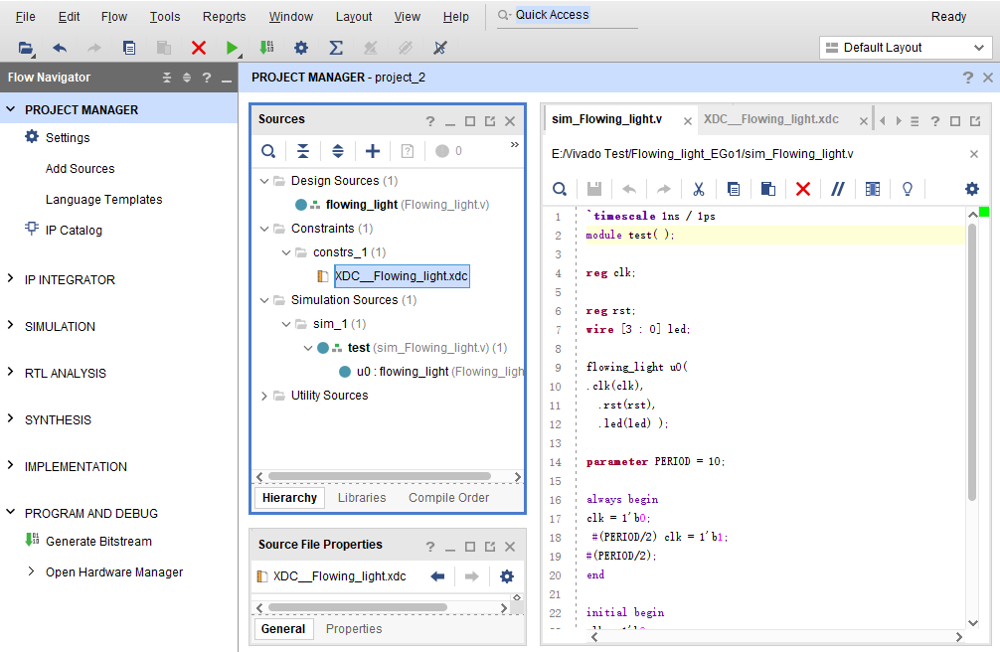 File Edit Flow Tools Reports Window Layout View Help Quick Access Ready
Default Layout
Flow Navigator
PROJECT MANAGER
Settings
Add Sources
Language Templates
IP Catalog
IP INTEGRATOR
SIMULATION
RTL ANALYSIS
SYNTHESIS
IMPLEMENTATION
PROGRAM AND DEBUG
Generate Bitstream
Open Hardware Manager
PROJECT MANAGER - project_2
Sources
0
Design Sources (1)
flowing_light (Flowing_light.v)
Constraints (1)
constrs_1 (1)
XDC__Flowing_light.xdc
Simulation Sources (1)
sim_1 (1)
test (sim_Flowing_light.v) (1)
u0 : flowing_light (Flowing_ligh
Utility Sources
Hierarchy Libraries Compile Order
Source File Properties
XDC__Flowing_light.xdc
General Properties
sim_Flowing_light.v XDC__Flowing_light.xdc
E:/Vivado Test/Flowing_light_EGo1/sim_Flowing_light.v
1 `timescale 1ns / 1ps
2 module test( );
3
4 reg clk;
5
6 reg rst;
7 wire [3 : 0] led;
8
9 flowing_light u0(
10 .clk(clk),
11 .rst(rst),
12 .led(led) );
13
14 parameter PERIOD = 10;
15
16 always begin
17 clk = 1'b0;
18 #(PERIOD/2) clk = 1'b1;
19 #(PERIOD/2);
20 end
21
22 initial begin